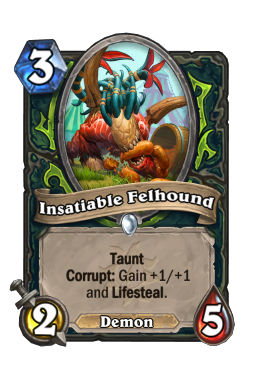 3
Insatiable Felhound
Taunt
Corrupt: Gain +1/+1
and Lifesteal.
2
Demon
5